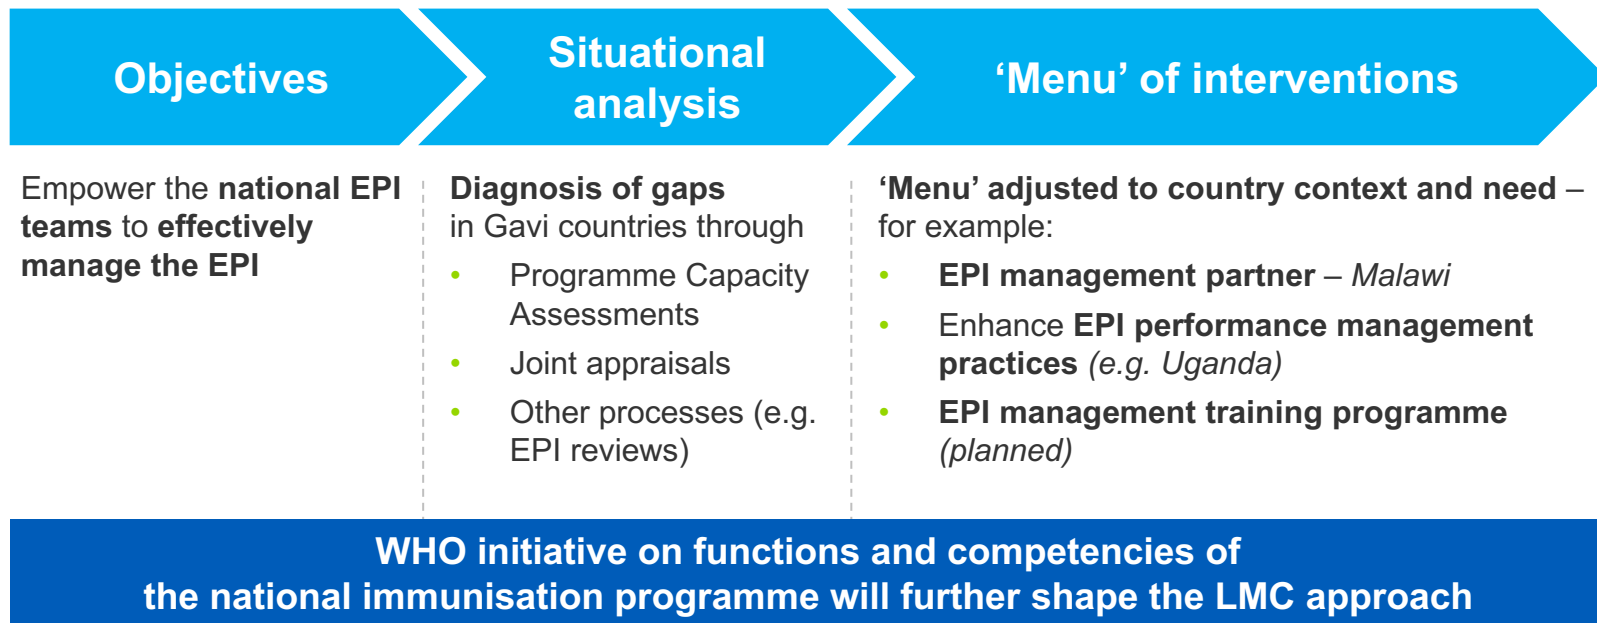 Objectives
Situational
analysis
‘Menu’ of interventions
Empower the national EPI
teams to effectively
manage the EPI
Diagnosis of gaps
in Gavi countries through
• Programme Capacity
Assessments
• Joint appraisals
• Other processes (e.g.
EPI reviews)
‘Menu’ adjusted to country context and need –
for example:
• EPI management partner – Malawi
• Enhance EPI performance management
practices (e.g. Uganda)
• EPI management training programme
(planned)
WHO initiative on functions and competencies of
the national immunisation programme will further shape the LMC approach